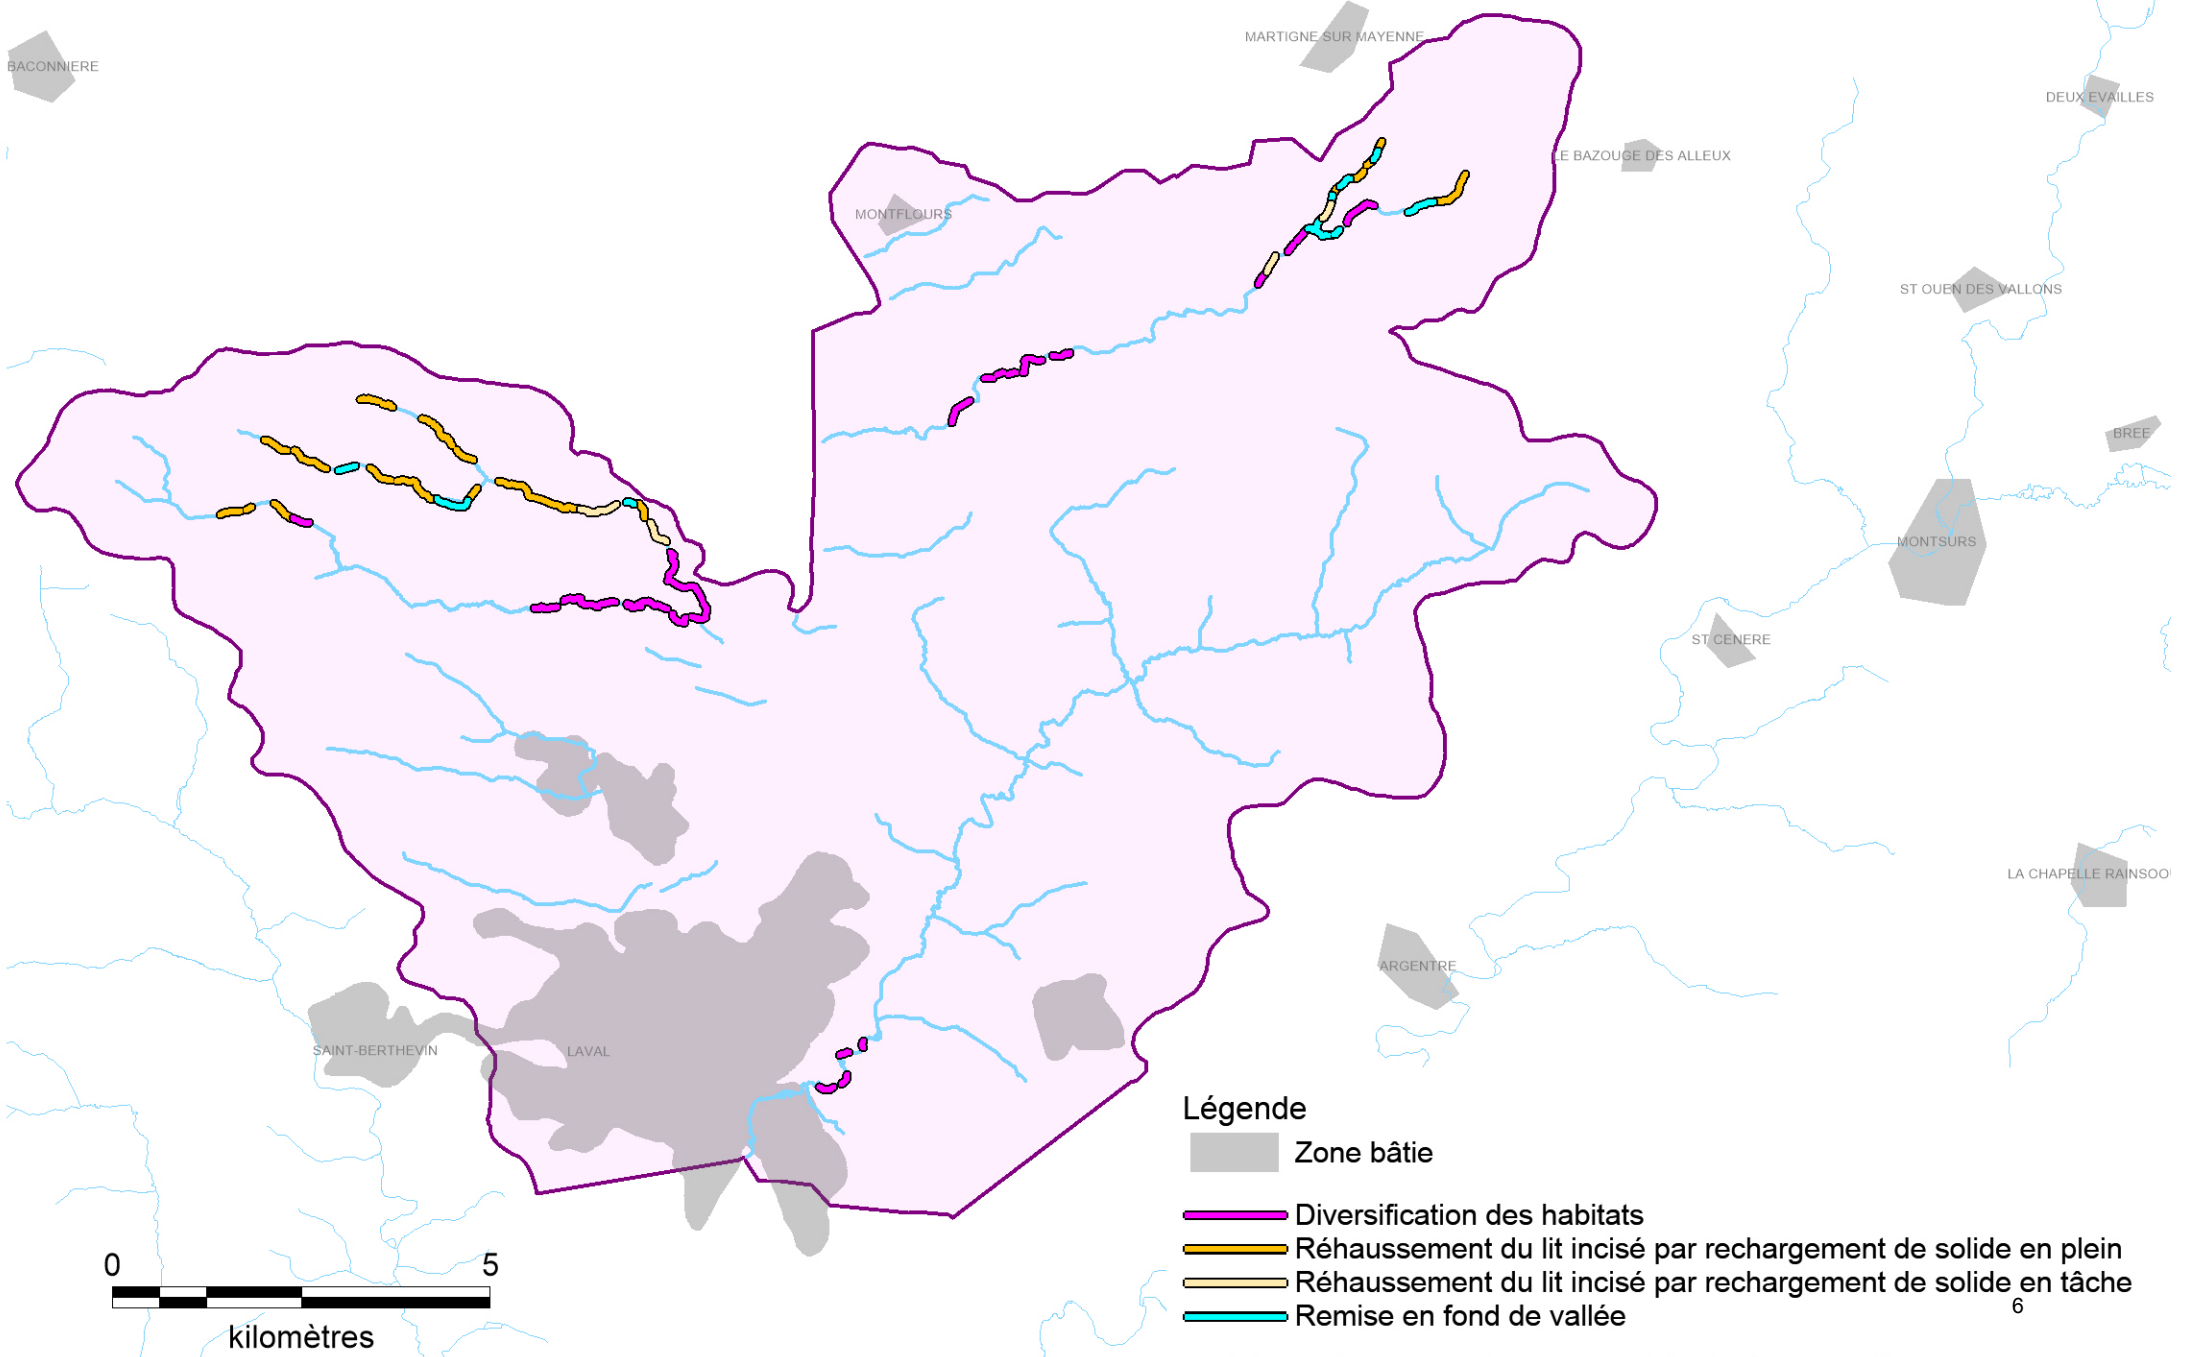 MARTIGNE SUR MAYENNE
BACONNIERE
DEUX EVAILLES
LE BAZOUGE DES ALLEUX
MONTFLOURS
ST OUEN DES VALLONS
BREE
MONTSURS
ST CENERE
LA CHAPELLE RAINSOO
ARGENTRE
SAINT-BERTHEVIN
LAVAL
Légende
Zone bâtie
Diversification des habitats
Réhaussement du lit incisé par rechargement de solide en plein
Réhaussement du lit incisé par rechargement de solide en tâche
Remise en fond de vallée
6
0 5
kilomètres